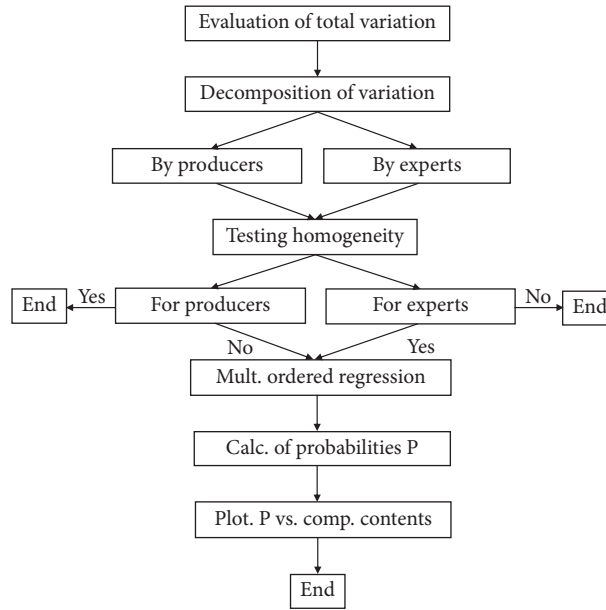 Evaluation of total variation
Decomposition of variation
By producers
By experts
Testing homogeneity
End
Yes
For producers
For experts
No
End
No
Yes
Mult. ordered regression
Calc. of probabilities P
Plot. P vs. comp. contents
End